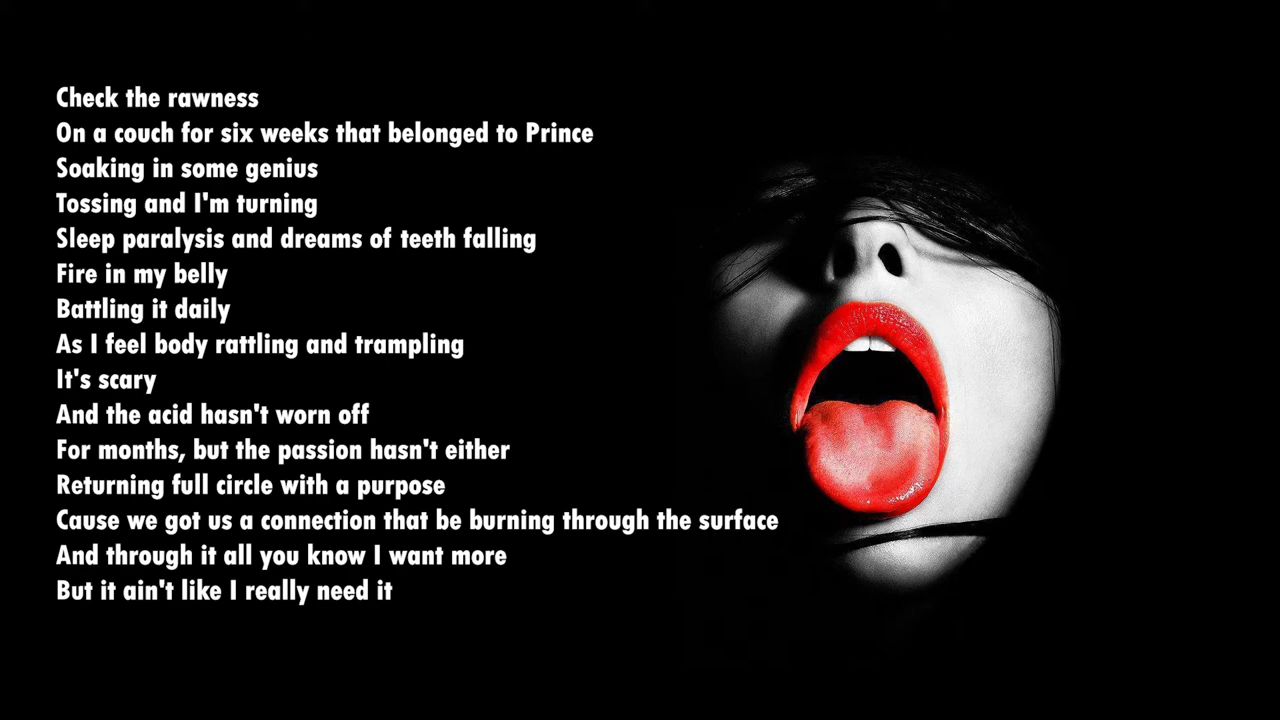 Check the rawness
On a couch for six weeks that belonged to Prince
Soaking in some genius
Tossing and I'm turning
Sleep paralysis and dreams of teeth falling
Fire in my belly
Battling it daily
As I feel body rattling and trampling
It's scary
And the acid hasn't worn off
For months, but the passion hasn't either
Returning full circle with a purpose
Cause we got us a connection that be burning through the surface
And through it all you know I want more
But it ain't like I really need it